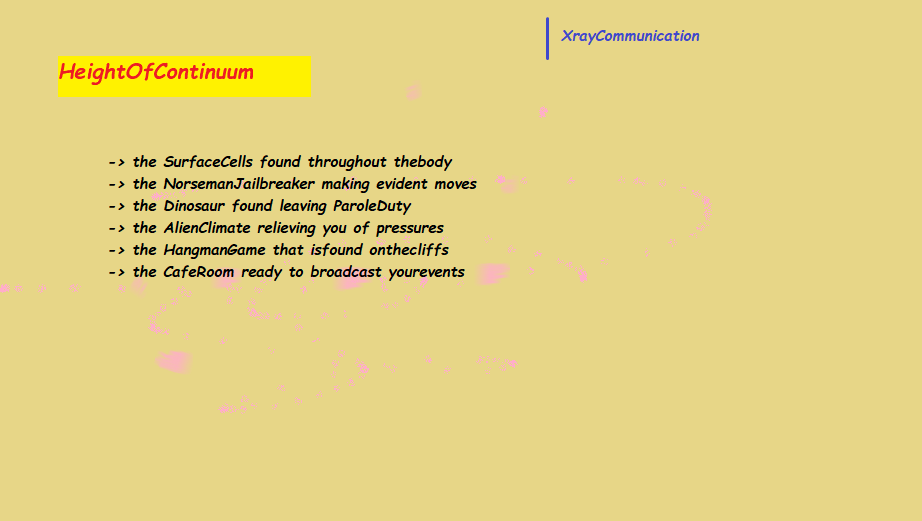 XrayCommunication
HeightOfContinuum
-> the SurfaceCells found throughout thebody
-> the NorsemanJailbreaker making evident moves
-> the Dinosaur found leaving ParoleDuty
-> the AlienClimate relieving you of pressures
-> the HangmanGame that isfound onthecliffs
-> the CafeRoom ready to broadcast yourevents